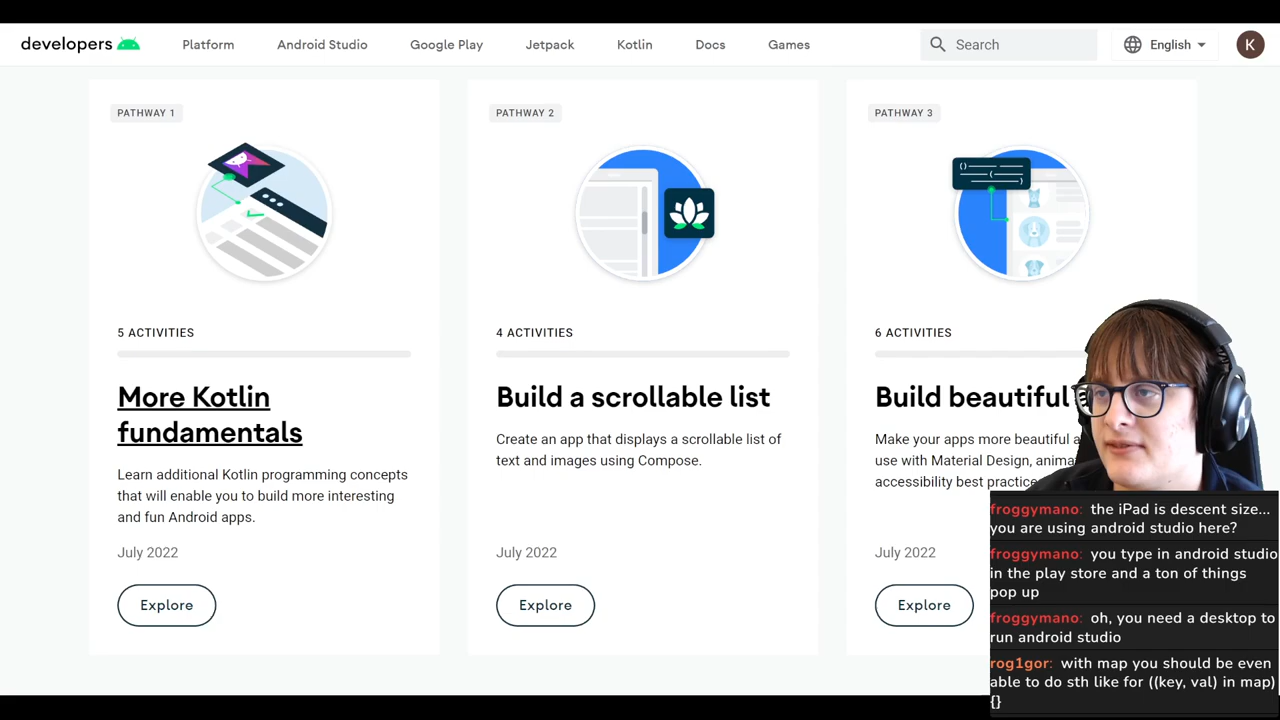 developers
Platform
Android Studio
Google Play
Jetpack
Kotlin
Docs
Games
Search
English
K
PATHWAY 1
5 ACTIVITIES
More Kotlin
fundamentals
Learn additional Kotlin programming concepts
that will enable you to build more interesting
and fun Android apps.
July 2022
Explore
PATHWAY 2
4 ACTIVITIES
Build a scrollable list
Create an app that displays a scrollable list of
text and images using Compose.
July 2022
Explore
PATHWAY 3
6 ACTIVITIES
Build beautiful
Make your apps more beautiful
use with Material Design,
accessibility best
July 2022
Explore
froggymano: the iPad is descent size...
you are using android studio here?
froggymano: you type in android studio
in the play store and a ton of things
pop up
froggymano: oh, you need a desktop to
run android studio
rog1gor: with map you should be even
able to do sth like for ((key, val) in map)
{}